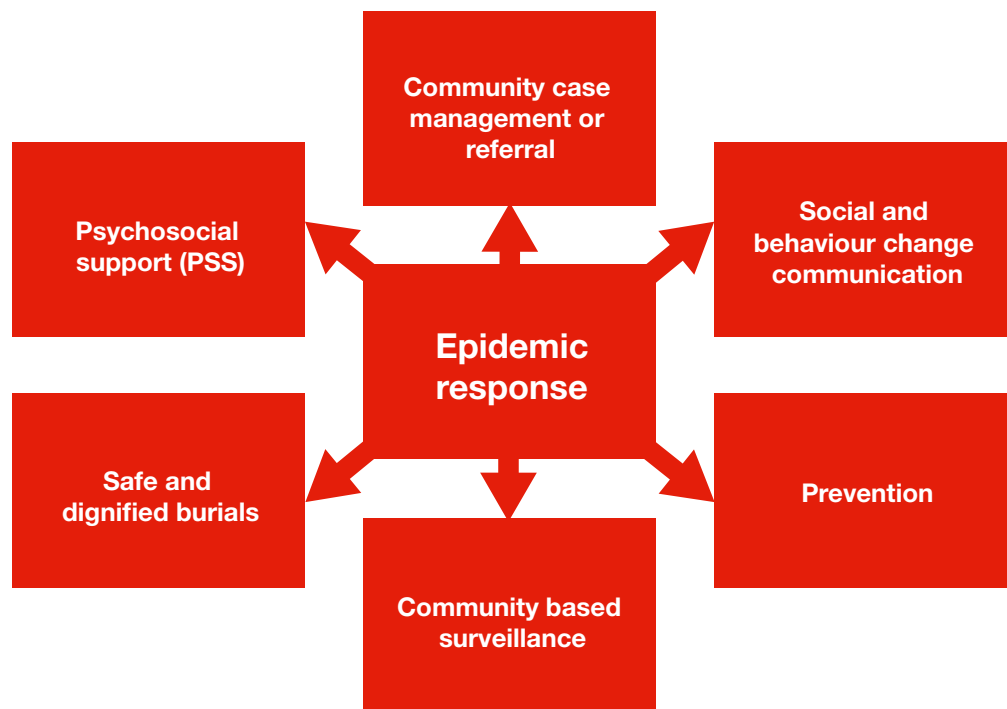 Community case
management or
referral
Psychosocial
support (PSS)
Social and
behaviour change
communication
Epidemic
response
Safe and
dignified burials
Prevention
Community based
surveillance